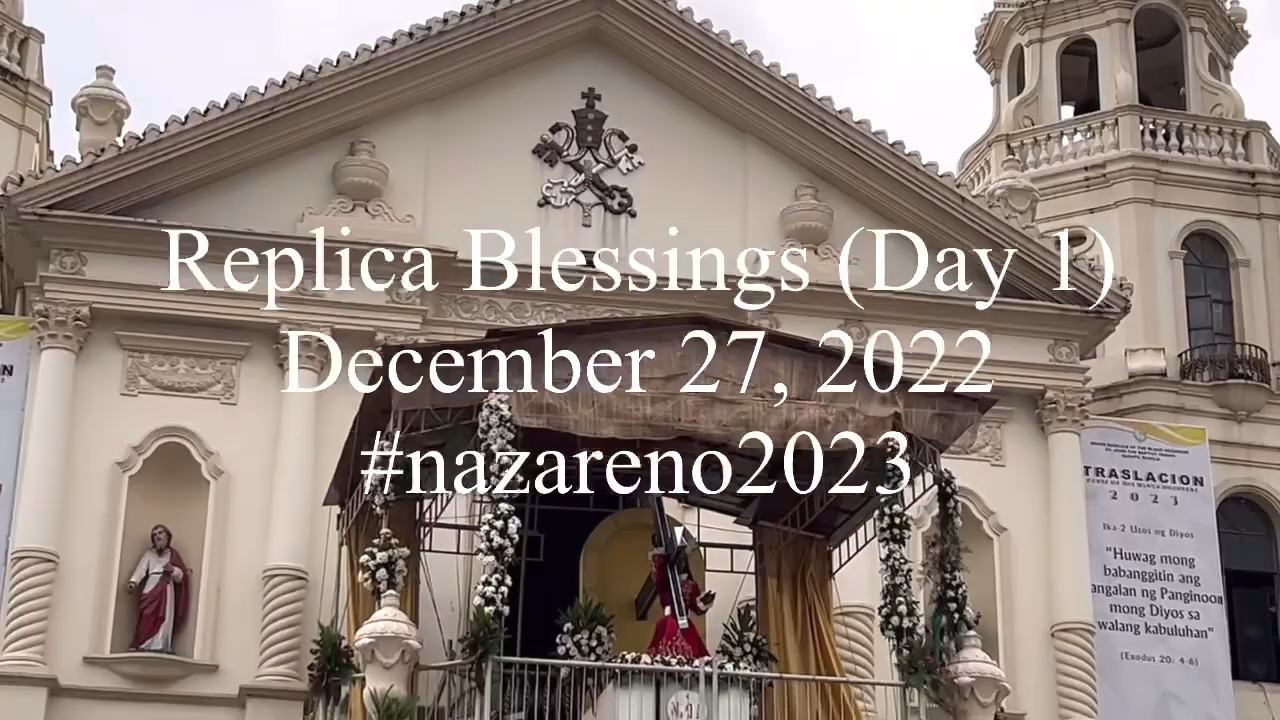 Replica Blessings (Day 1)
December 27, 2022
#nazareno2023
N
TRASLACION
2023
Ika-2 Utos ng Diyos
"Huwag mong
babanggitin ang
pangalan ng Panginoon
mong Diyos sa
walang kabuluhan"
(Exodus 20: 4-6)